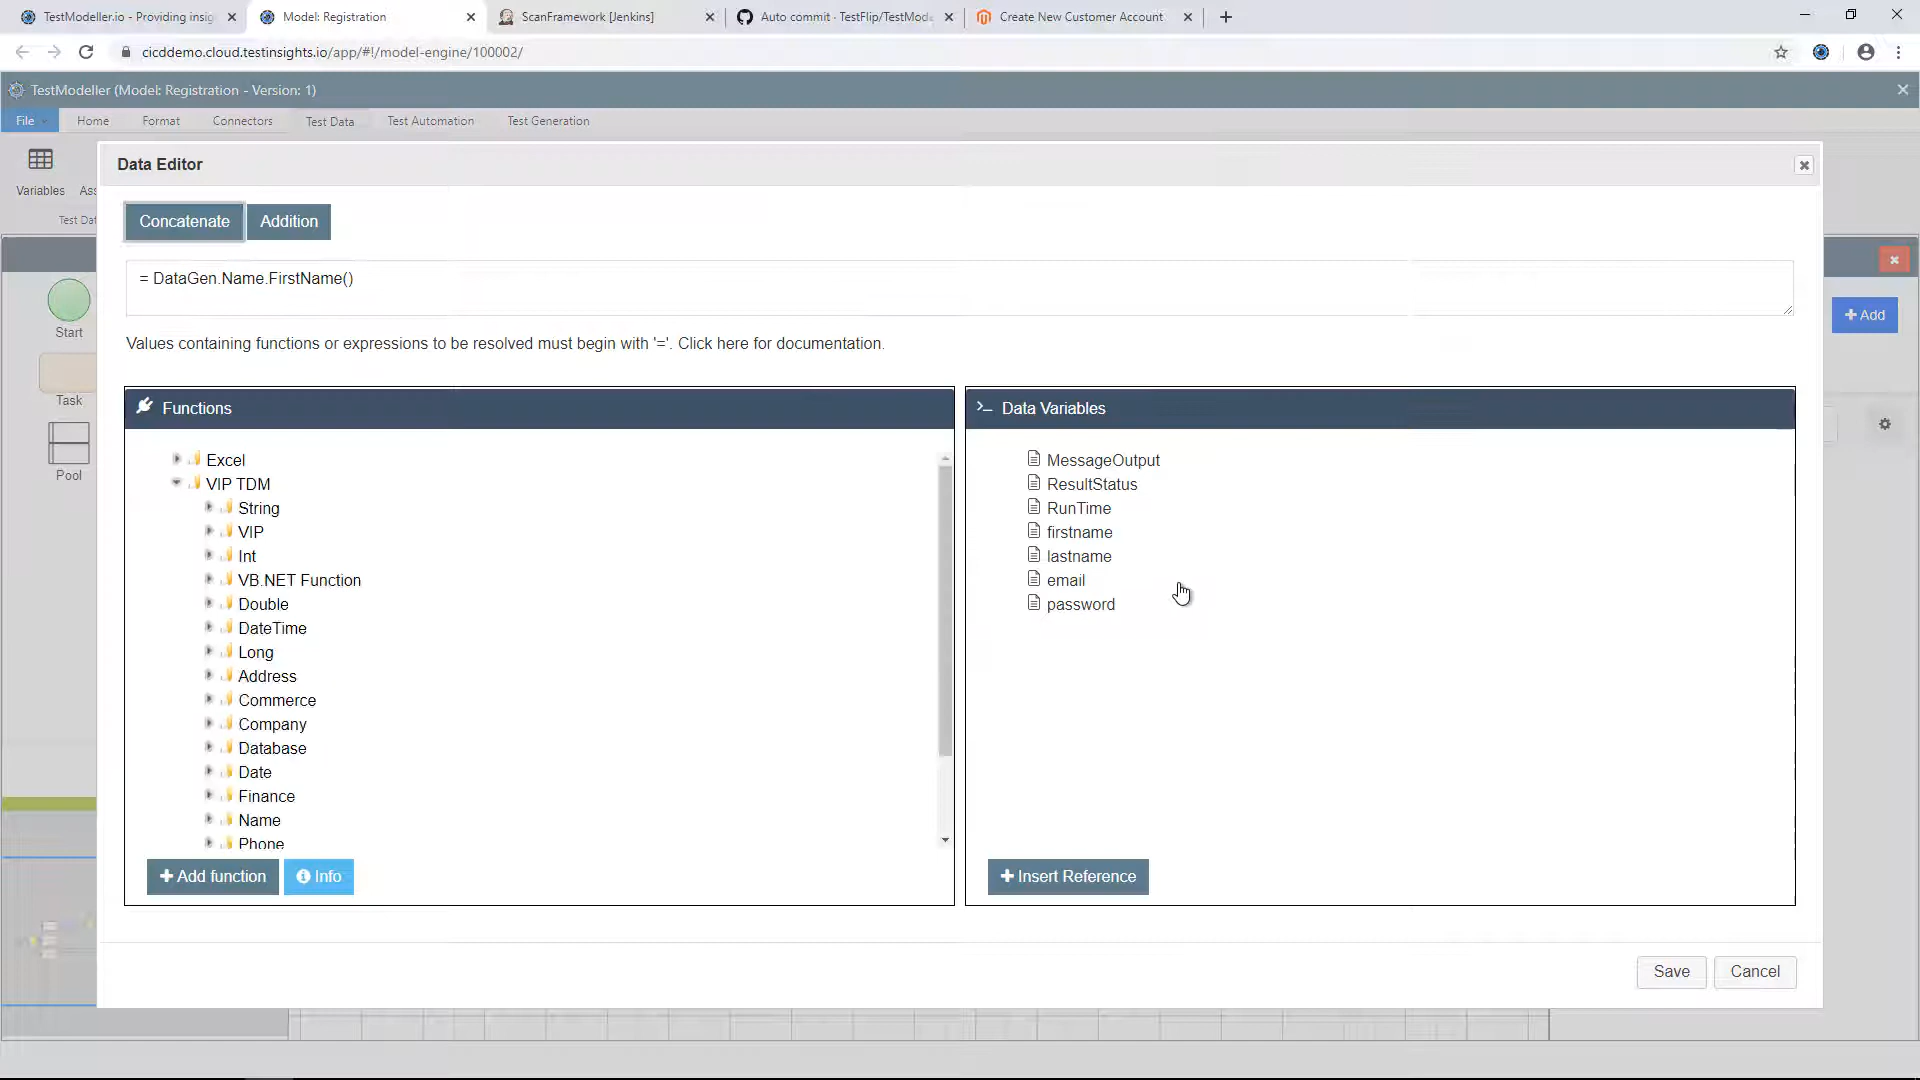 TestModeller.io - Providing insig
Model: Registration
ScanFramework [Jenkins]
Auto commit · TestFlip/TestMod
Create New Customer Account
cicddemo.cloud.testinsights.io/app/#!/model-engine/100002/
TestModeller (Model: Registration - Version: 1)
File
Home
Format
Connectors
Test Data
Test Automation
Test Generation
Variables
Ass
Test Dat
Data Editor
Concatenate
Addition
= DataGen.Name.FirstName()
Values containing functions or expressions to be resolved must begin with '='. Click here for documentation.
Start
Task
Pool
+ Add
Functions
Excel
VIP TDM
String
VIP
Int
VB.NET Function
Double
DateTime
Long
Address
Commerce
Company
Database
Date
Finance
Name
Phone
+ Add function
Info
Data Variables
MessageOutput
ResultStatus
RunTime
firstname
lastname
email
password
+ Insert Reference
Save
Cancel